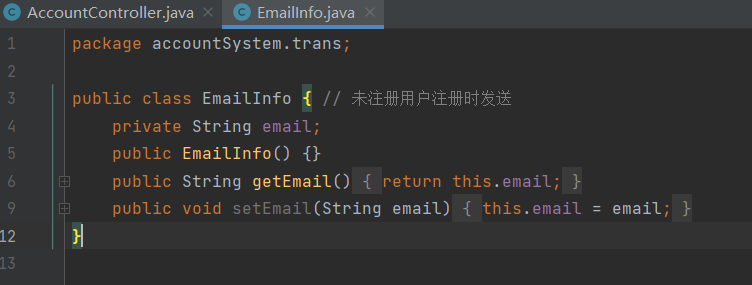 AccountController.java EmailInfo.java
1 package accountSystem.trans;
2
3 public class EmailInfo { // 未注册用户注册时发送
4 private String email;
5 public EmailInfo() {}
6 public String getEmail() { return this.email; }
9 public void setEmail(String email) { this.email = email; }
12 }
13